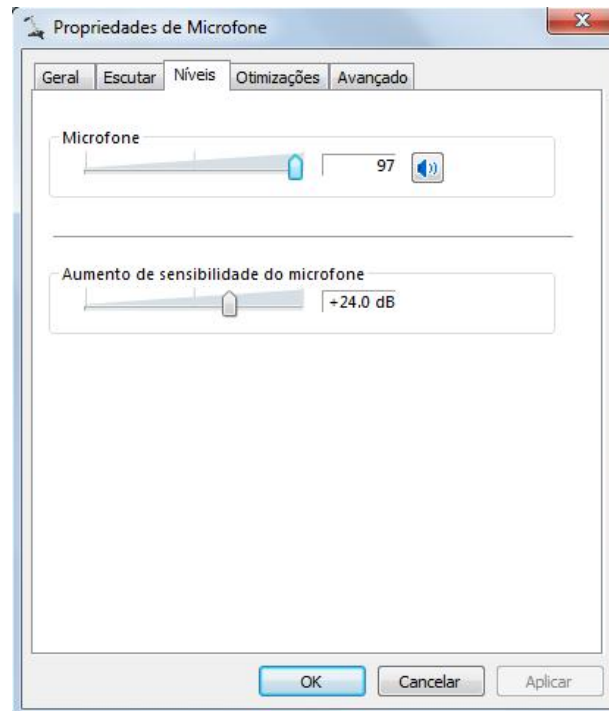 Propriedades de Microfone
Geral Escutar Níveis Otimizações Avançado
Microfone
97
Aumento de sensibilidade do microfone
+24.0 dB
OK Cancelar Aplicar